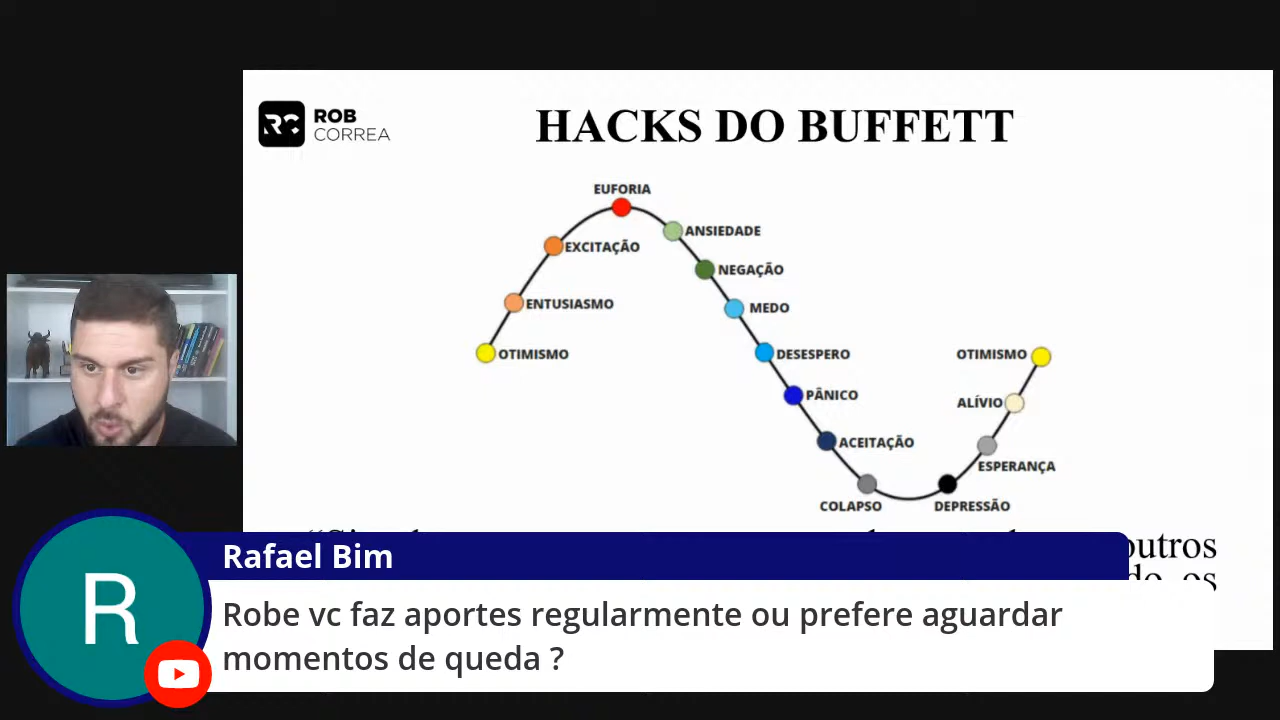 ROB
CORREA
HACKS DO BUFFETT
EUFORIA
ANSIEDADE
EXCITAÇÃO
NEGAÇÃO
ENTUSIASMO
MEDO
OTIMISMO
DESESPERO
OTIMISMO
PÂNICO
ALÍVIO
ACEITAÇÃO
ESPERANÇA
COLAPSO
DEPRESSÃO
outros
os
Rafael Bim
R
Robe vc faz aportes regularmente ou prefere aguardar
momentos de queda ?